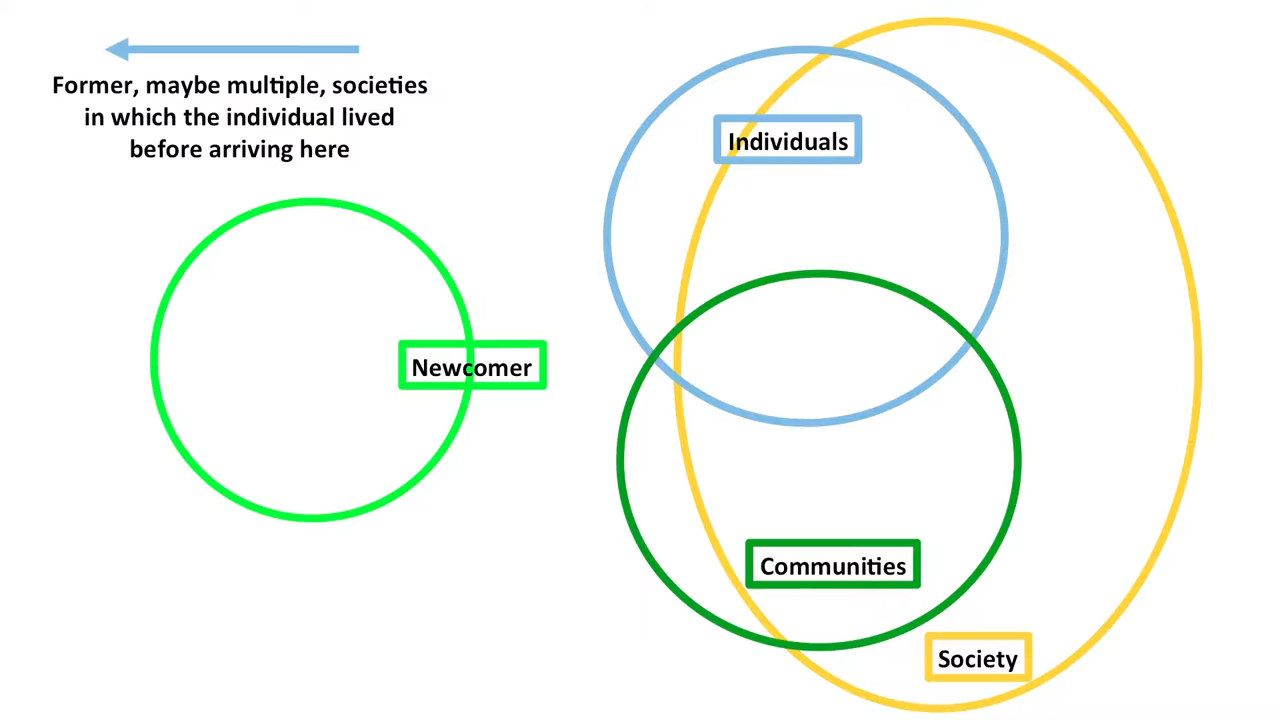 Former, maybe multiple, societies
in which the individual lived
before arriving here
Individuals
Newcomer
Communities
Society